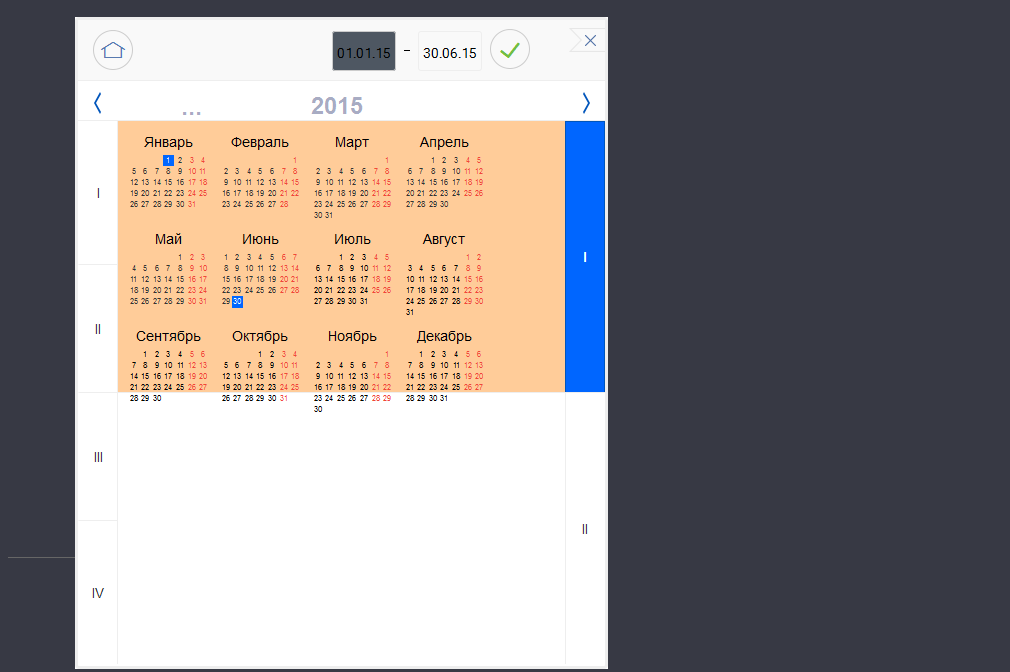 01.01.15 – 30.06.15
... 2015
I
II
III
IV
Январь
1 2 3 4
5 6 7 8 9 10 11
12 13 14 15 16 17 18
19 20 21 22 23 24 25
26 27 28 29 30 31
Февраль
1
2 3 4 5 6 7 8
9 10 11 12 13 14 15
16 17 18 19 20 21 22
23 24 25 26 27 28
Март
1
2 3 4 5 6 7 8
9 10 11 12 13 14 15
16 17 18 19 20 21 22
23 24 25 26 27 28 29
30 31
Апрель
1 2 3 4 5
6 7 8 9 10 11 12
13 14 15 16 17 18 19
20 21 22 23 24 25 26
27 28 29 30
Май
1 2 3
4 5 6 7 8 9 10
11 12 13 14 15 16 17
18 19 20 21 22 23 24
25 26 27 28 29 30 31
Июнь
1 2 3 4 5 6 7
8 9 10 11 12 13 14
15 16 17 18 19 20 21
22 23 24 25 26 27 28
29 30
Июль
1 2 3 4 5
6 7 8 9 10 11 12
13 14 15 16 17 18 19
20 21 22 23 24 25 26
27 28 29 30 31
Август
1 2
3 4 5 6 7 8 9
10 11 12 13 14 15 16
17 18 19 20 21 22 23
24 25 26 27 28 29 30
31
Сентябрь
1 2 3 4 5 6
7 8 9 10 11 12 13
14 15 16 17 18 19 20
21 22 23 24 25 26 27
28 29 30
Октябрь
1 2 3 4
5 6 7 8 9 10 11
12 13 14 15 16 17 18
19 20 21 22 23 24 25
26 27 28 29 30 31
Ноябрь
1
2 3 4 5 6 7 8
9 10 11 12 13 14 15
16 17 18 19 20 21 22
23 24 25 26 27 28 29
30
Декабрь
1 2 3 4 5 6
7 8 9 10 11 12 13
14 15 16 17 18 19 20
21 22 23 24 25 26 27
28 29 30 31
I
II